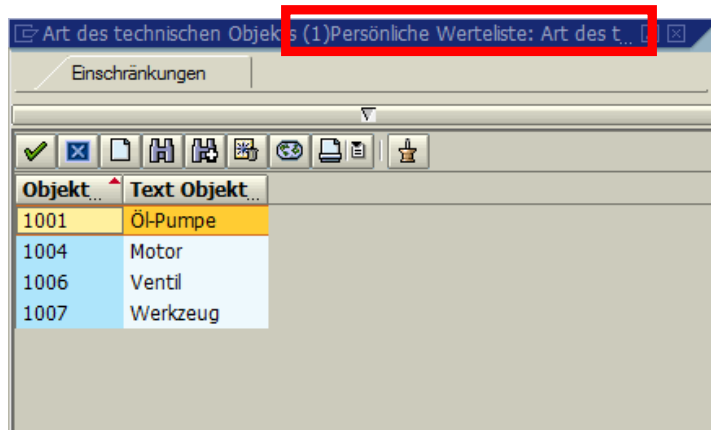 Art des technischen Objekts (1)Persönliche Werteliste: Art des t...
Einschränkungen
Objekt... Text Objekt...
1001 Öl-Pumpe
1004 Motor
1006 Ventil
1007 Werkzeug